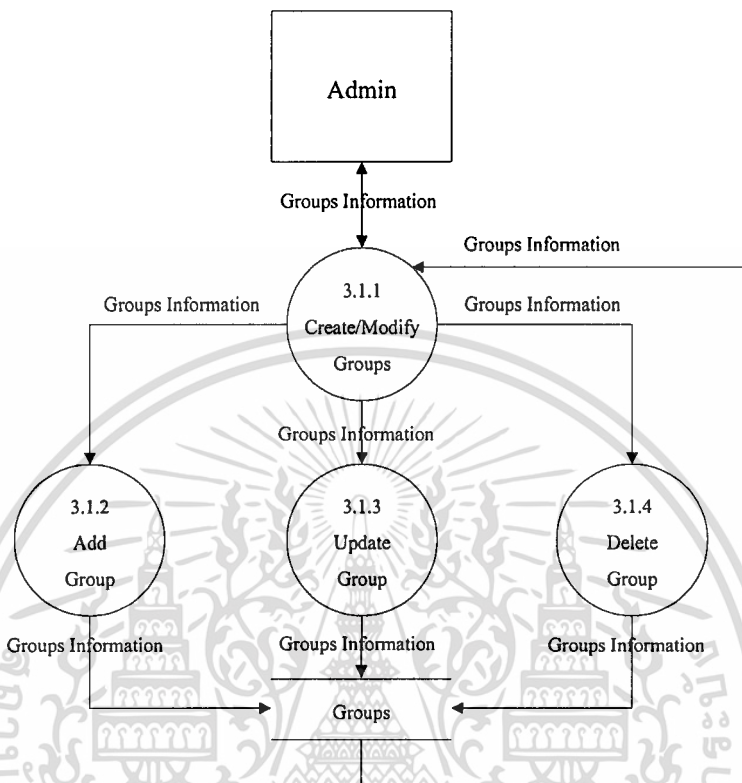 Admin
Groups Information
Groups Information
Groups Information
3.1.1
Create/Modify
Groups
Groups Information
Groups Information
3.1.2
Add
Group
3.1.3
Update
Group
3.1.4
Delete
Group
Groups Information
Groups Information
Groups Information
Groups